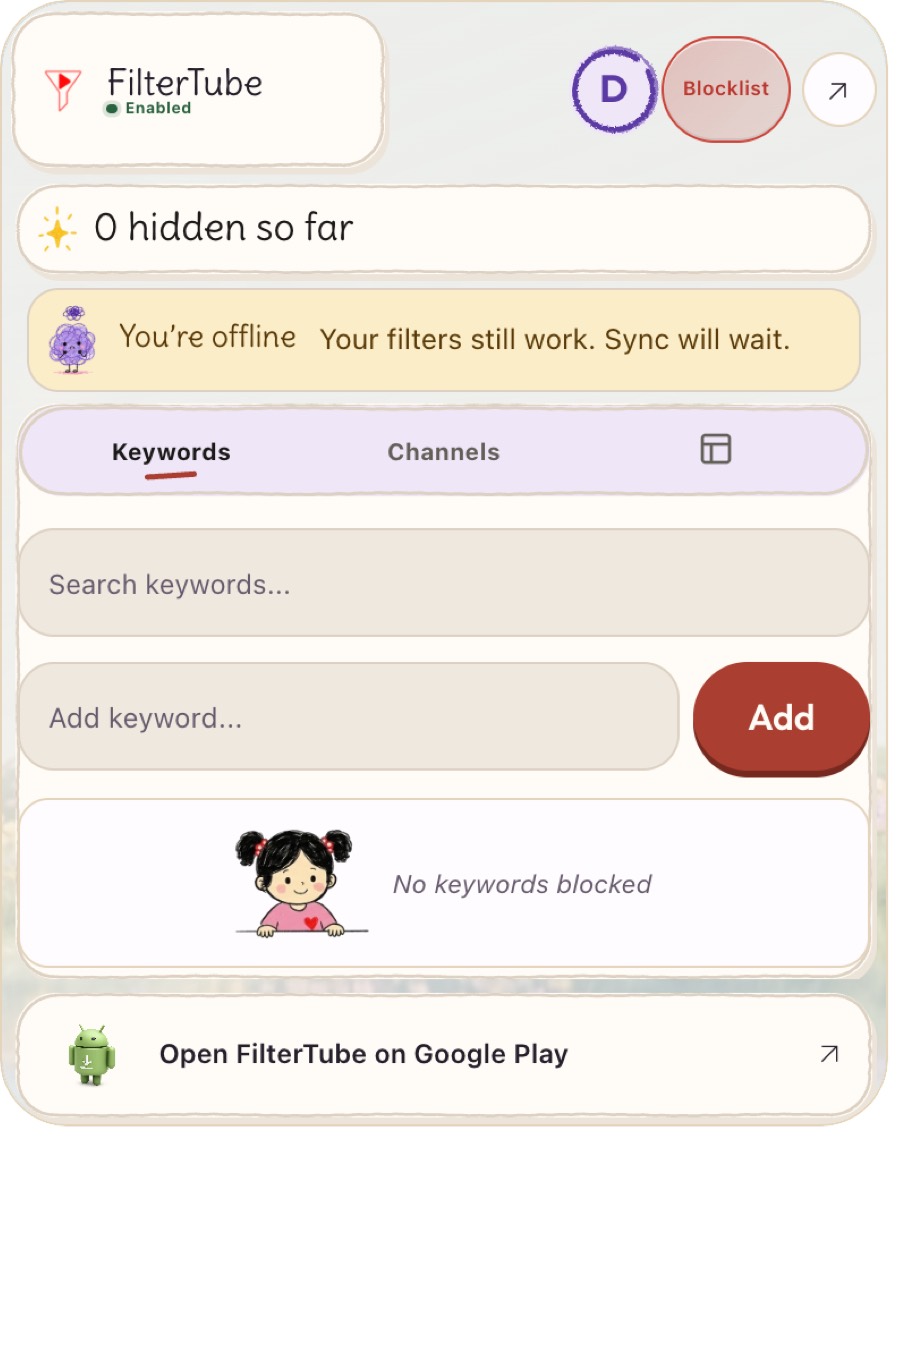 FilterTube
Enabled
D
Blocklist
0 hidden so far
You're offline Your filters still work. Sync will wait.
Keywords
Channels
Search keywords...
Add keyword...
Add
No keywords blocked
Open FilterTube on Google Play